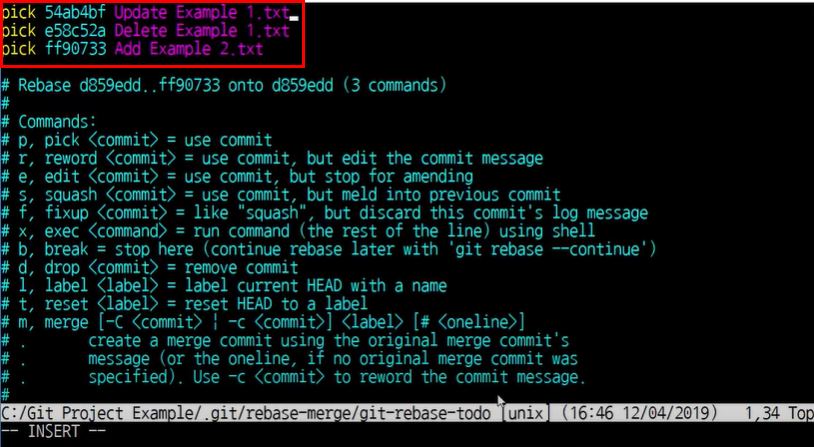 pick 54ab4bf Update Example 1.txt
pick e58c52a Delete Example 1.txt
pick ff90733 Add Example 2.txt
# Rebase d859edd..ff90733 onto d859edd (3 commands)
#
# Commands:
# p, pick <commit> = use commit
# r, reword <commit> = use commit, but edit the commit message
# e, edit <commit> = use commit, but stop for amending
# s, squash <commit> = use commit, but meld into previous commit
# f, fixup <commit> = like "squash", but discard this commit's log message
# x, exec <command> = run command (the rest of the line) using shell
# b, break = stop here (continue rebase later with 'git rebase --continue')
# d, drop <commit> = remove commit
# l, label <label> = label current HEAD with a name
# t, reset <label> = reset HEAD to a label
# m, merge [-C <commit> | -c <commit>] <label> [# <oneline>]
# .       create a merge commit using the original merge commit's
# .       message (or the oneline, if no original merge commit was
# .       specified). Use -c <commit> to reword the commit message.
#
C:/Git Project Example/.git/rebase-merge/git-rebase-todo [unix] (16:46 12/04/2019) 1,34 Top
-- INSERT --